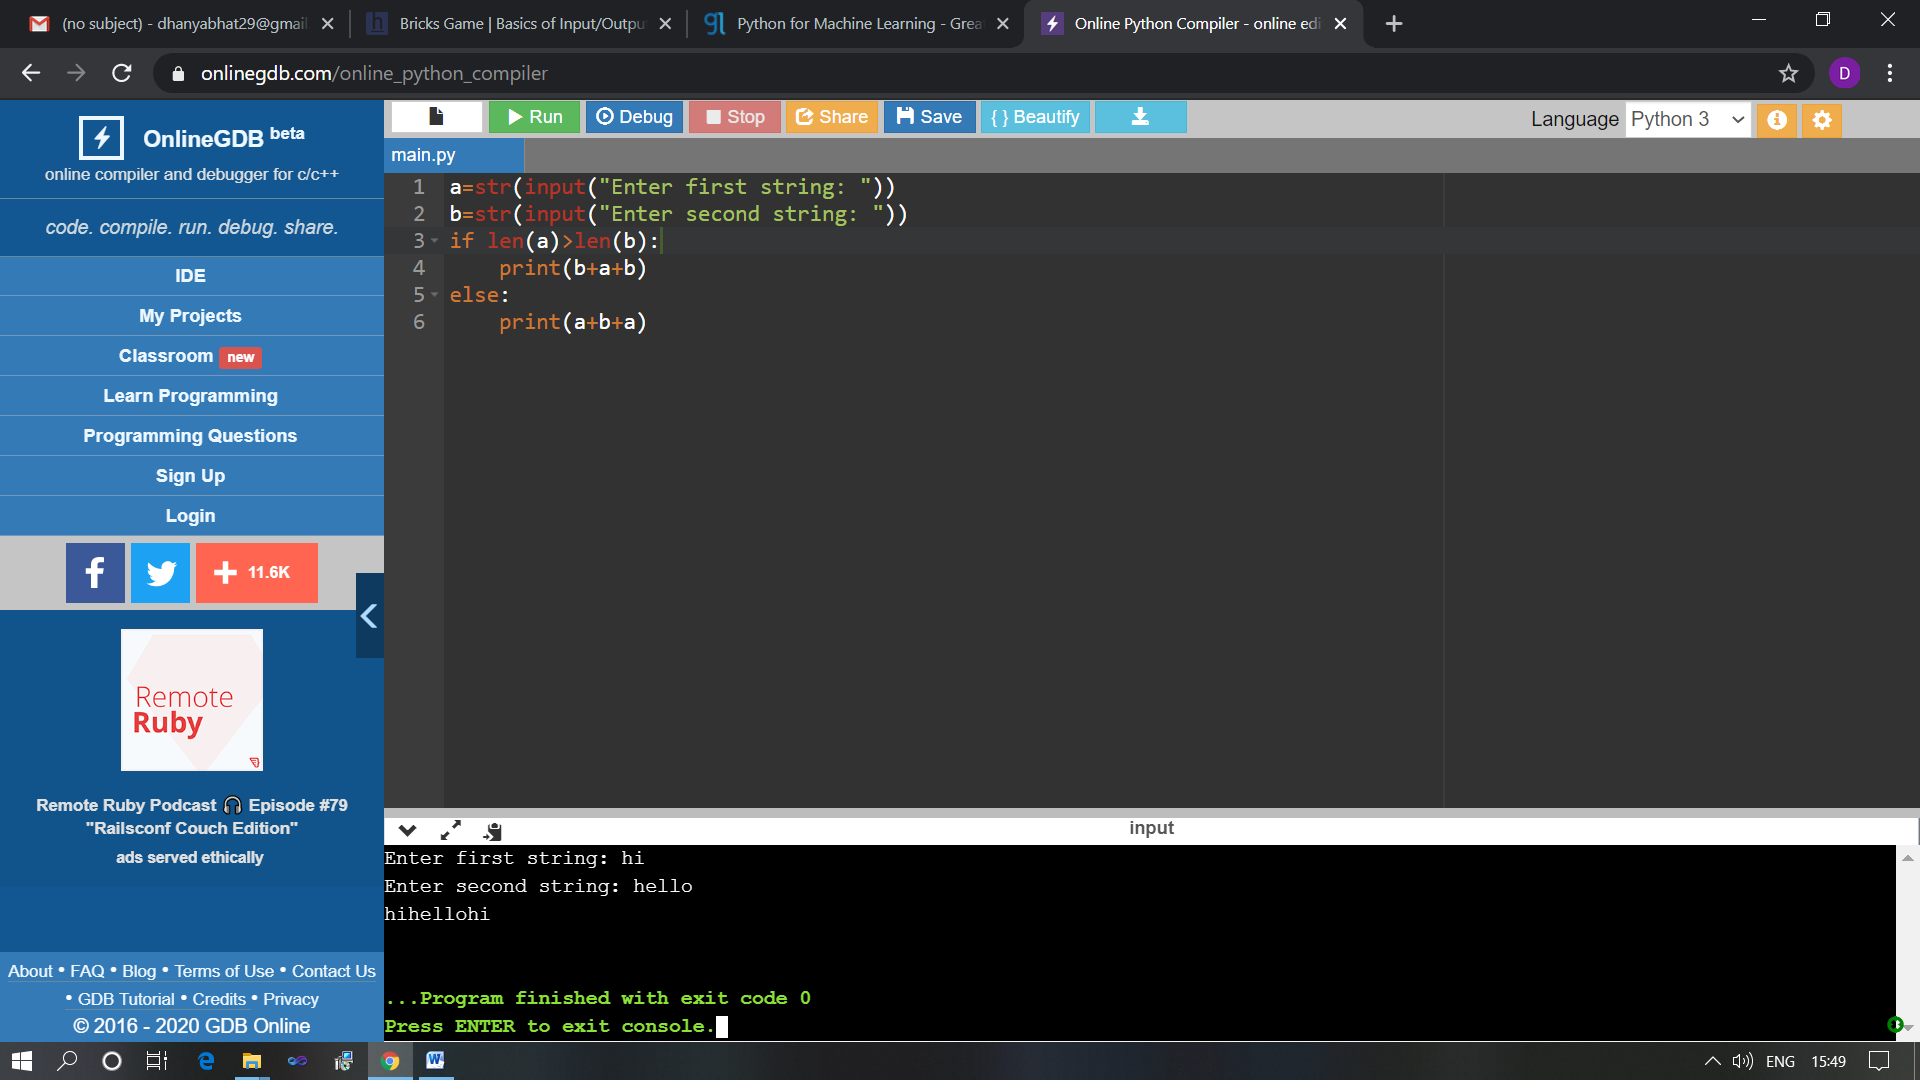 (no subject) - dhanyabhat29@gmail
Bricks Game | Basics of Input/Outpu
Python for Machine Learning - Grea
Online Python Compiler - online edi
onlinegdb.com/online_python_compiler
D
OnlineGDB beta
online compiler and debugger for c/c++
code. compile. run. debug. share.
IDE
My Projects
Classroom new
Learn Programming
Programming Questions
Sign Up
Login
11.6K
Remote
Ruby
Remote Ruby Podcast 🎧 Episode #79
"Railsconf Couch Edition"
ads served ethically
About • FAQ • Blog • Terms of Use • Contact Us
• GDB Tutorial • Credits • Privacy
© 2016 - 2020 GDB Online
Run Debug Stop Share Save { } Beautify
Language Python 3
main.py
1 a=str(input("Enter first string: "))
2 b=str(input("Enter second string: "))
3 if len(a)>len(b):
4     print(b+a+b)
5 else:
6     print(a+b+a)
input
Enter first string: hi
Enter second string: hello
hihellohi
...Program finished with exit code 0
Press ENTER to exit console.
ENG 15:49